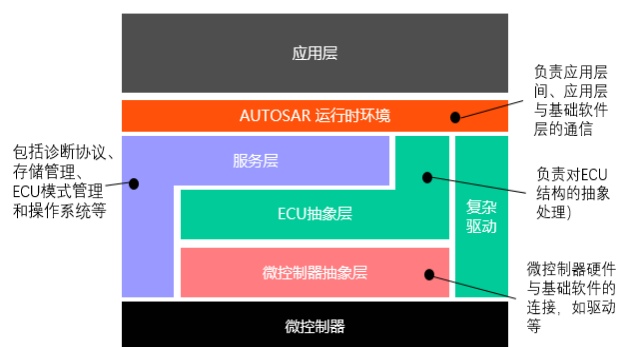 应用层
负责应用层
间、应用层
与基础软件
层的通信
AUTOSAR 运行时环境
包括诊断协议、
存储管理、
ECU模式管理
和操作系统等
服务层
负责对ECU
结构的抽象
处理)
ECU抽象层
复杂
驱动
微控制器抽象层
微控制器硬件
与基础软件的
连接，如驱动
等
微控制器